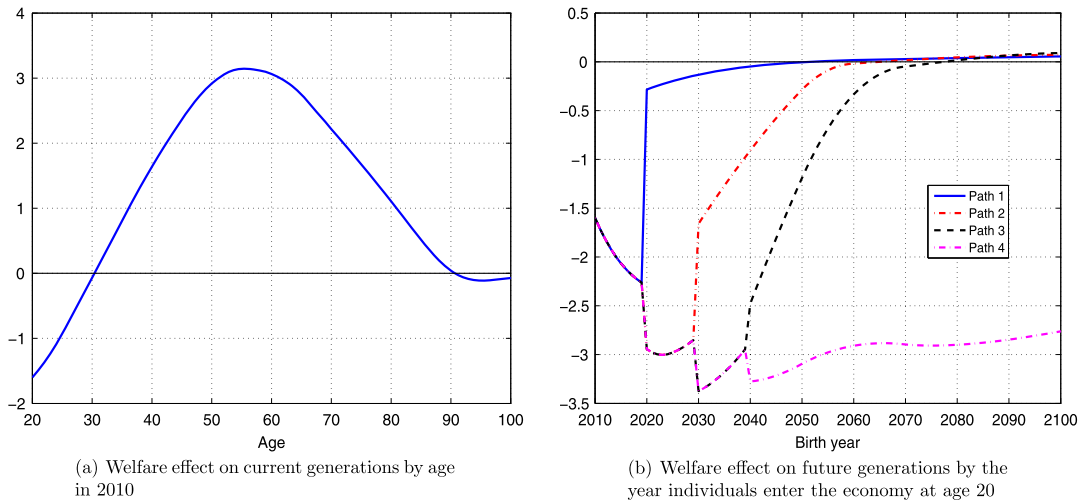 4
3
2
1
0
−1
−2
20 30 40 50 60 70 80 90 100
Age
(a) Welfare effect on current generations by age
in 2010
0.5
0
−0.5
−1
−1.5
−2
−2.5
−3
−3.5
2010 2020 2030 2040 2050 2060 2070 2080 2090 2100
Birth year
Path 1
Path 2
Path 3
Path 4
(b) Welfare effect on future generations by the
year individuals enter the economy at age 20